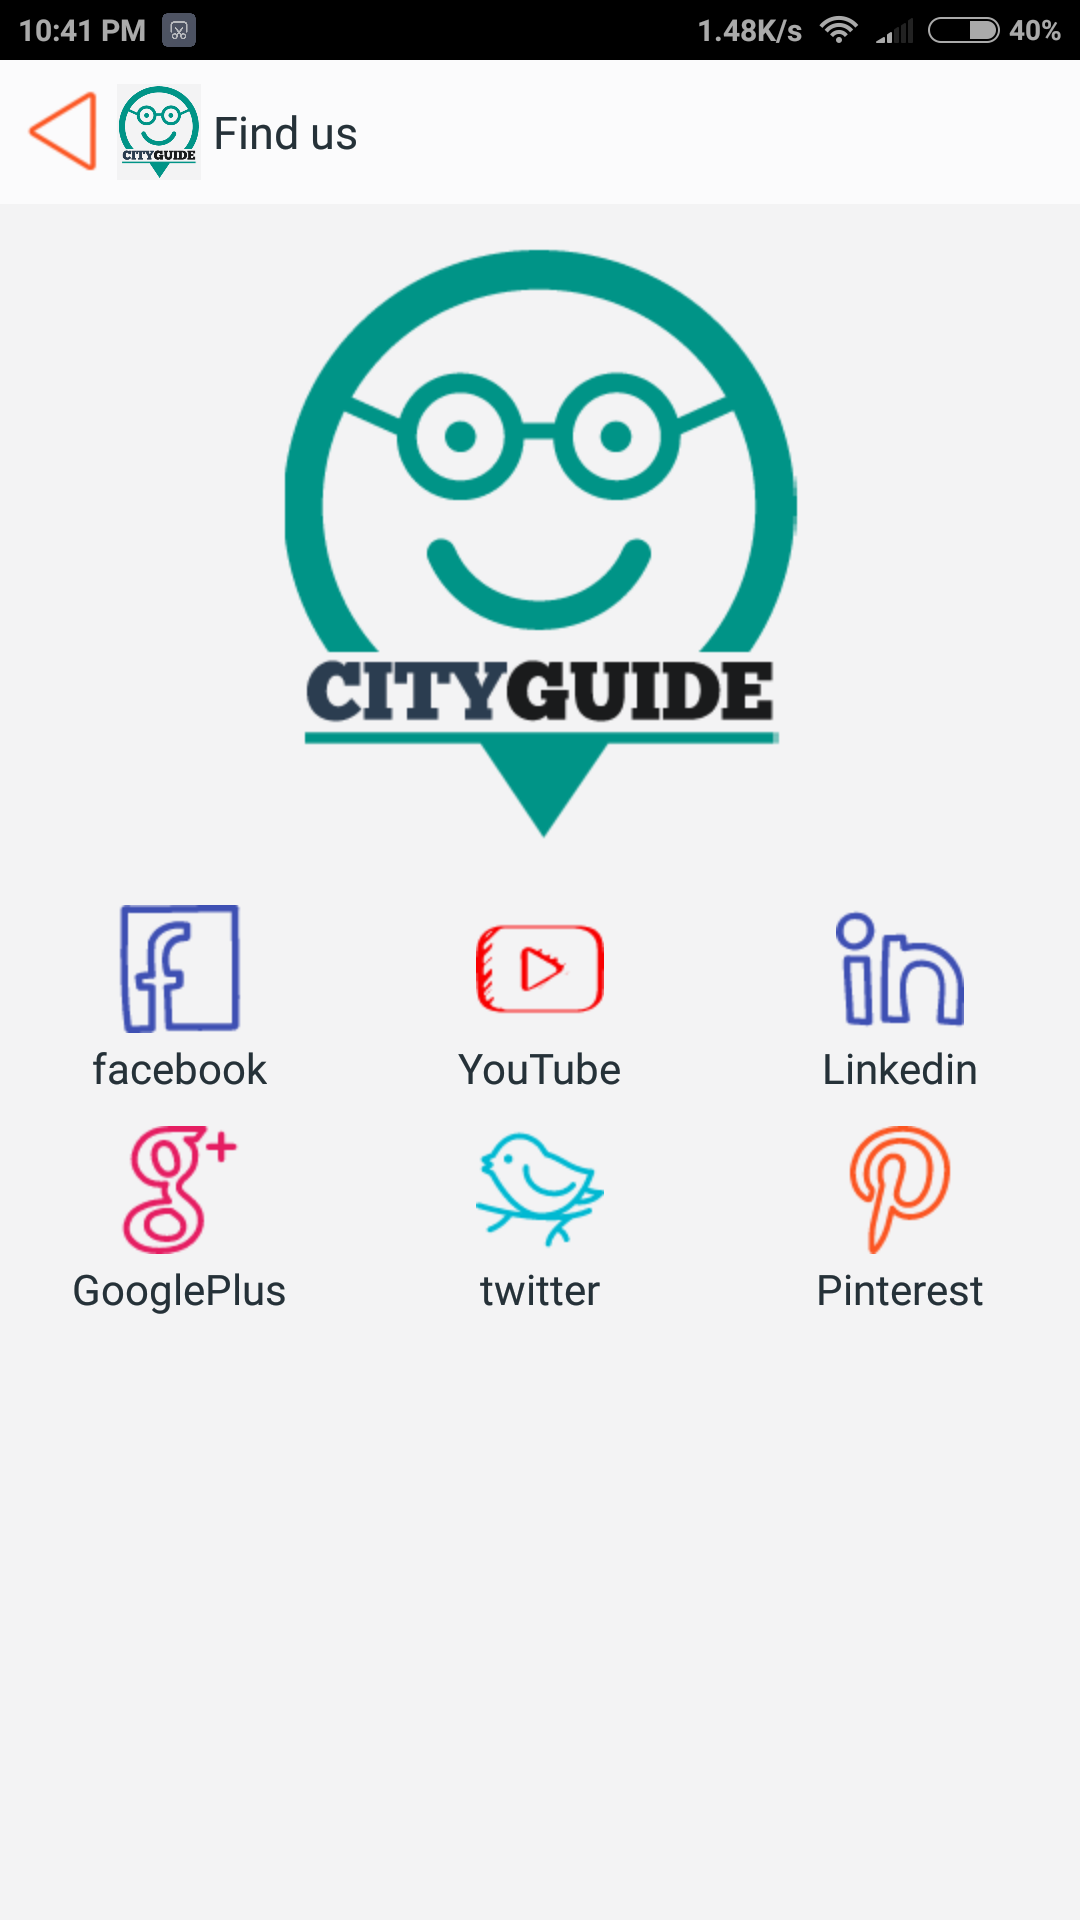 10:41 PM 1.48K/s 40%
CITYGUIDE Find us
CITYGUIDE
facebook YouTube Linkedin
GooglePlus twitter Pinterest